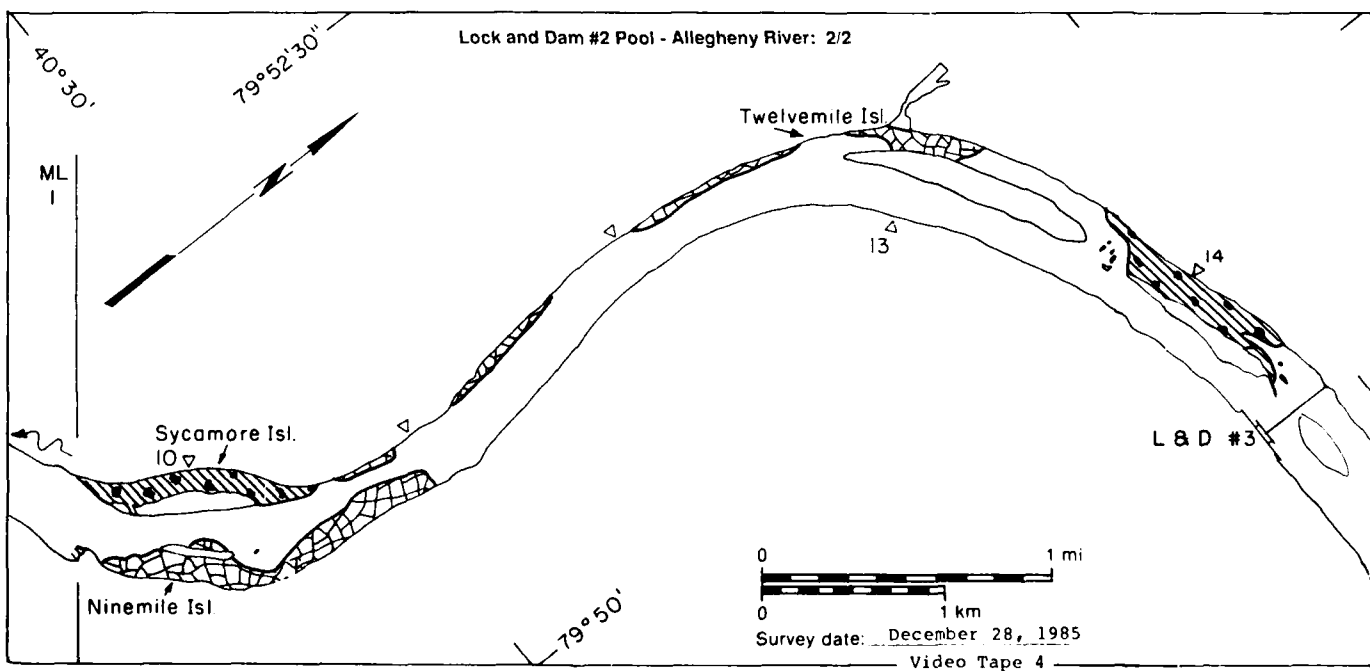 Lock and Dam #2 Pool - Allegheny River: 2/2
40°30'
79°52'30"
Twelvemile Isl.
ML
1
13
14
Sycamore Isl.
10
L & D #3
Ninemile Isl.
79°50'
0 1 mi
0 1 km
Survey date: December 28, 1985
Video Tape 4